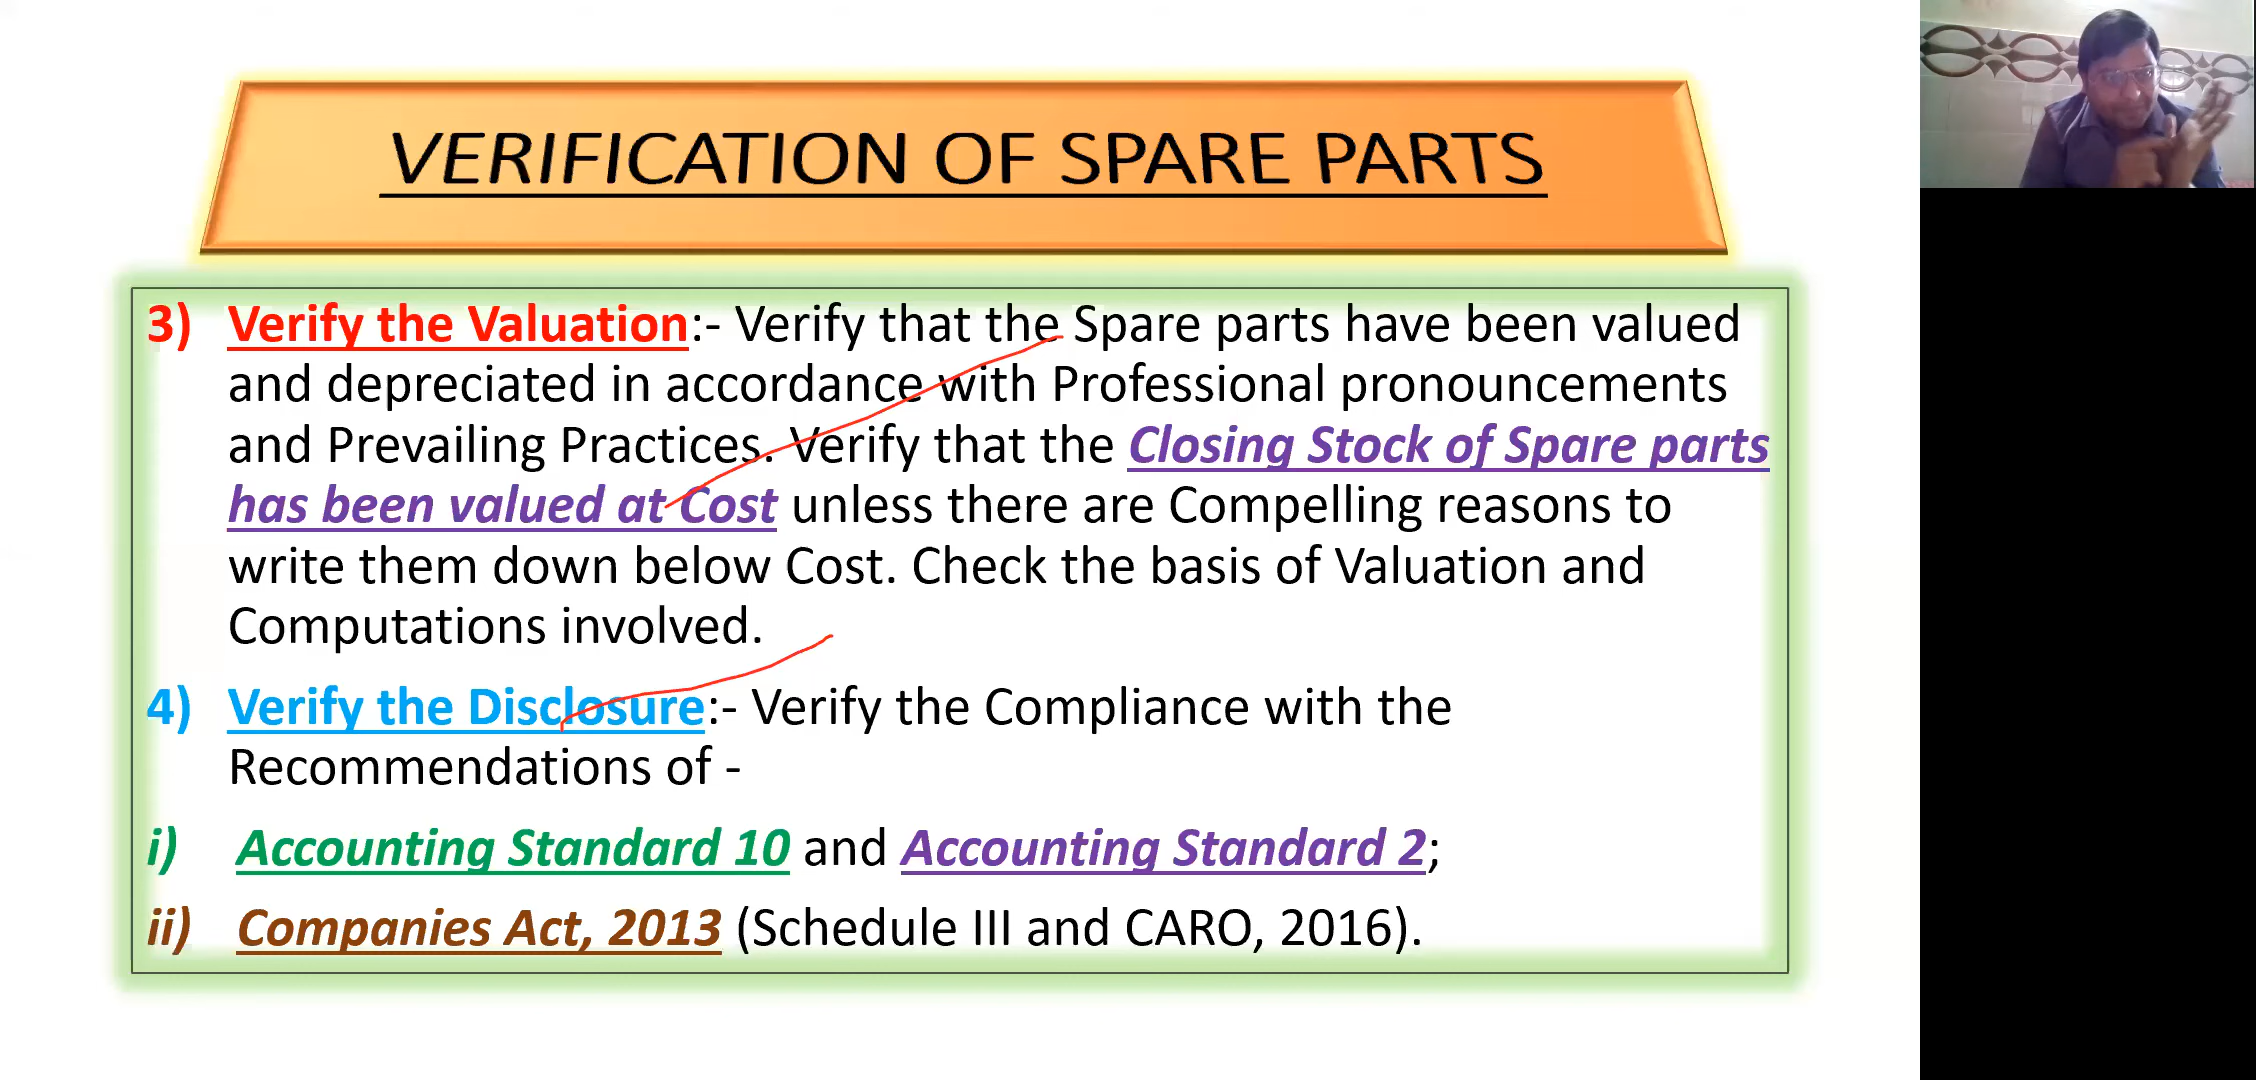 VERIFICATION OF SPARE PARTS
3) Verify the Valuation:- Verify that the Spare parts have been valued
and depreciated in accordance with Professional pronouncements
and Prevailing Practices. Verify that the Closing Stock of Spare parts
has been valued at Cost unless there are Compelling reasons to
write them down below Cost. Check the basis of Valuation and
Computations involved.
4) Verify the Disclosure:- Verify the Compliance with the
Recommendations of -
i) Accounting Standard 10 and Accounting Standard 2;
ii) Companies Act, 2013 (Schedule III and CARO, 2016).